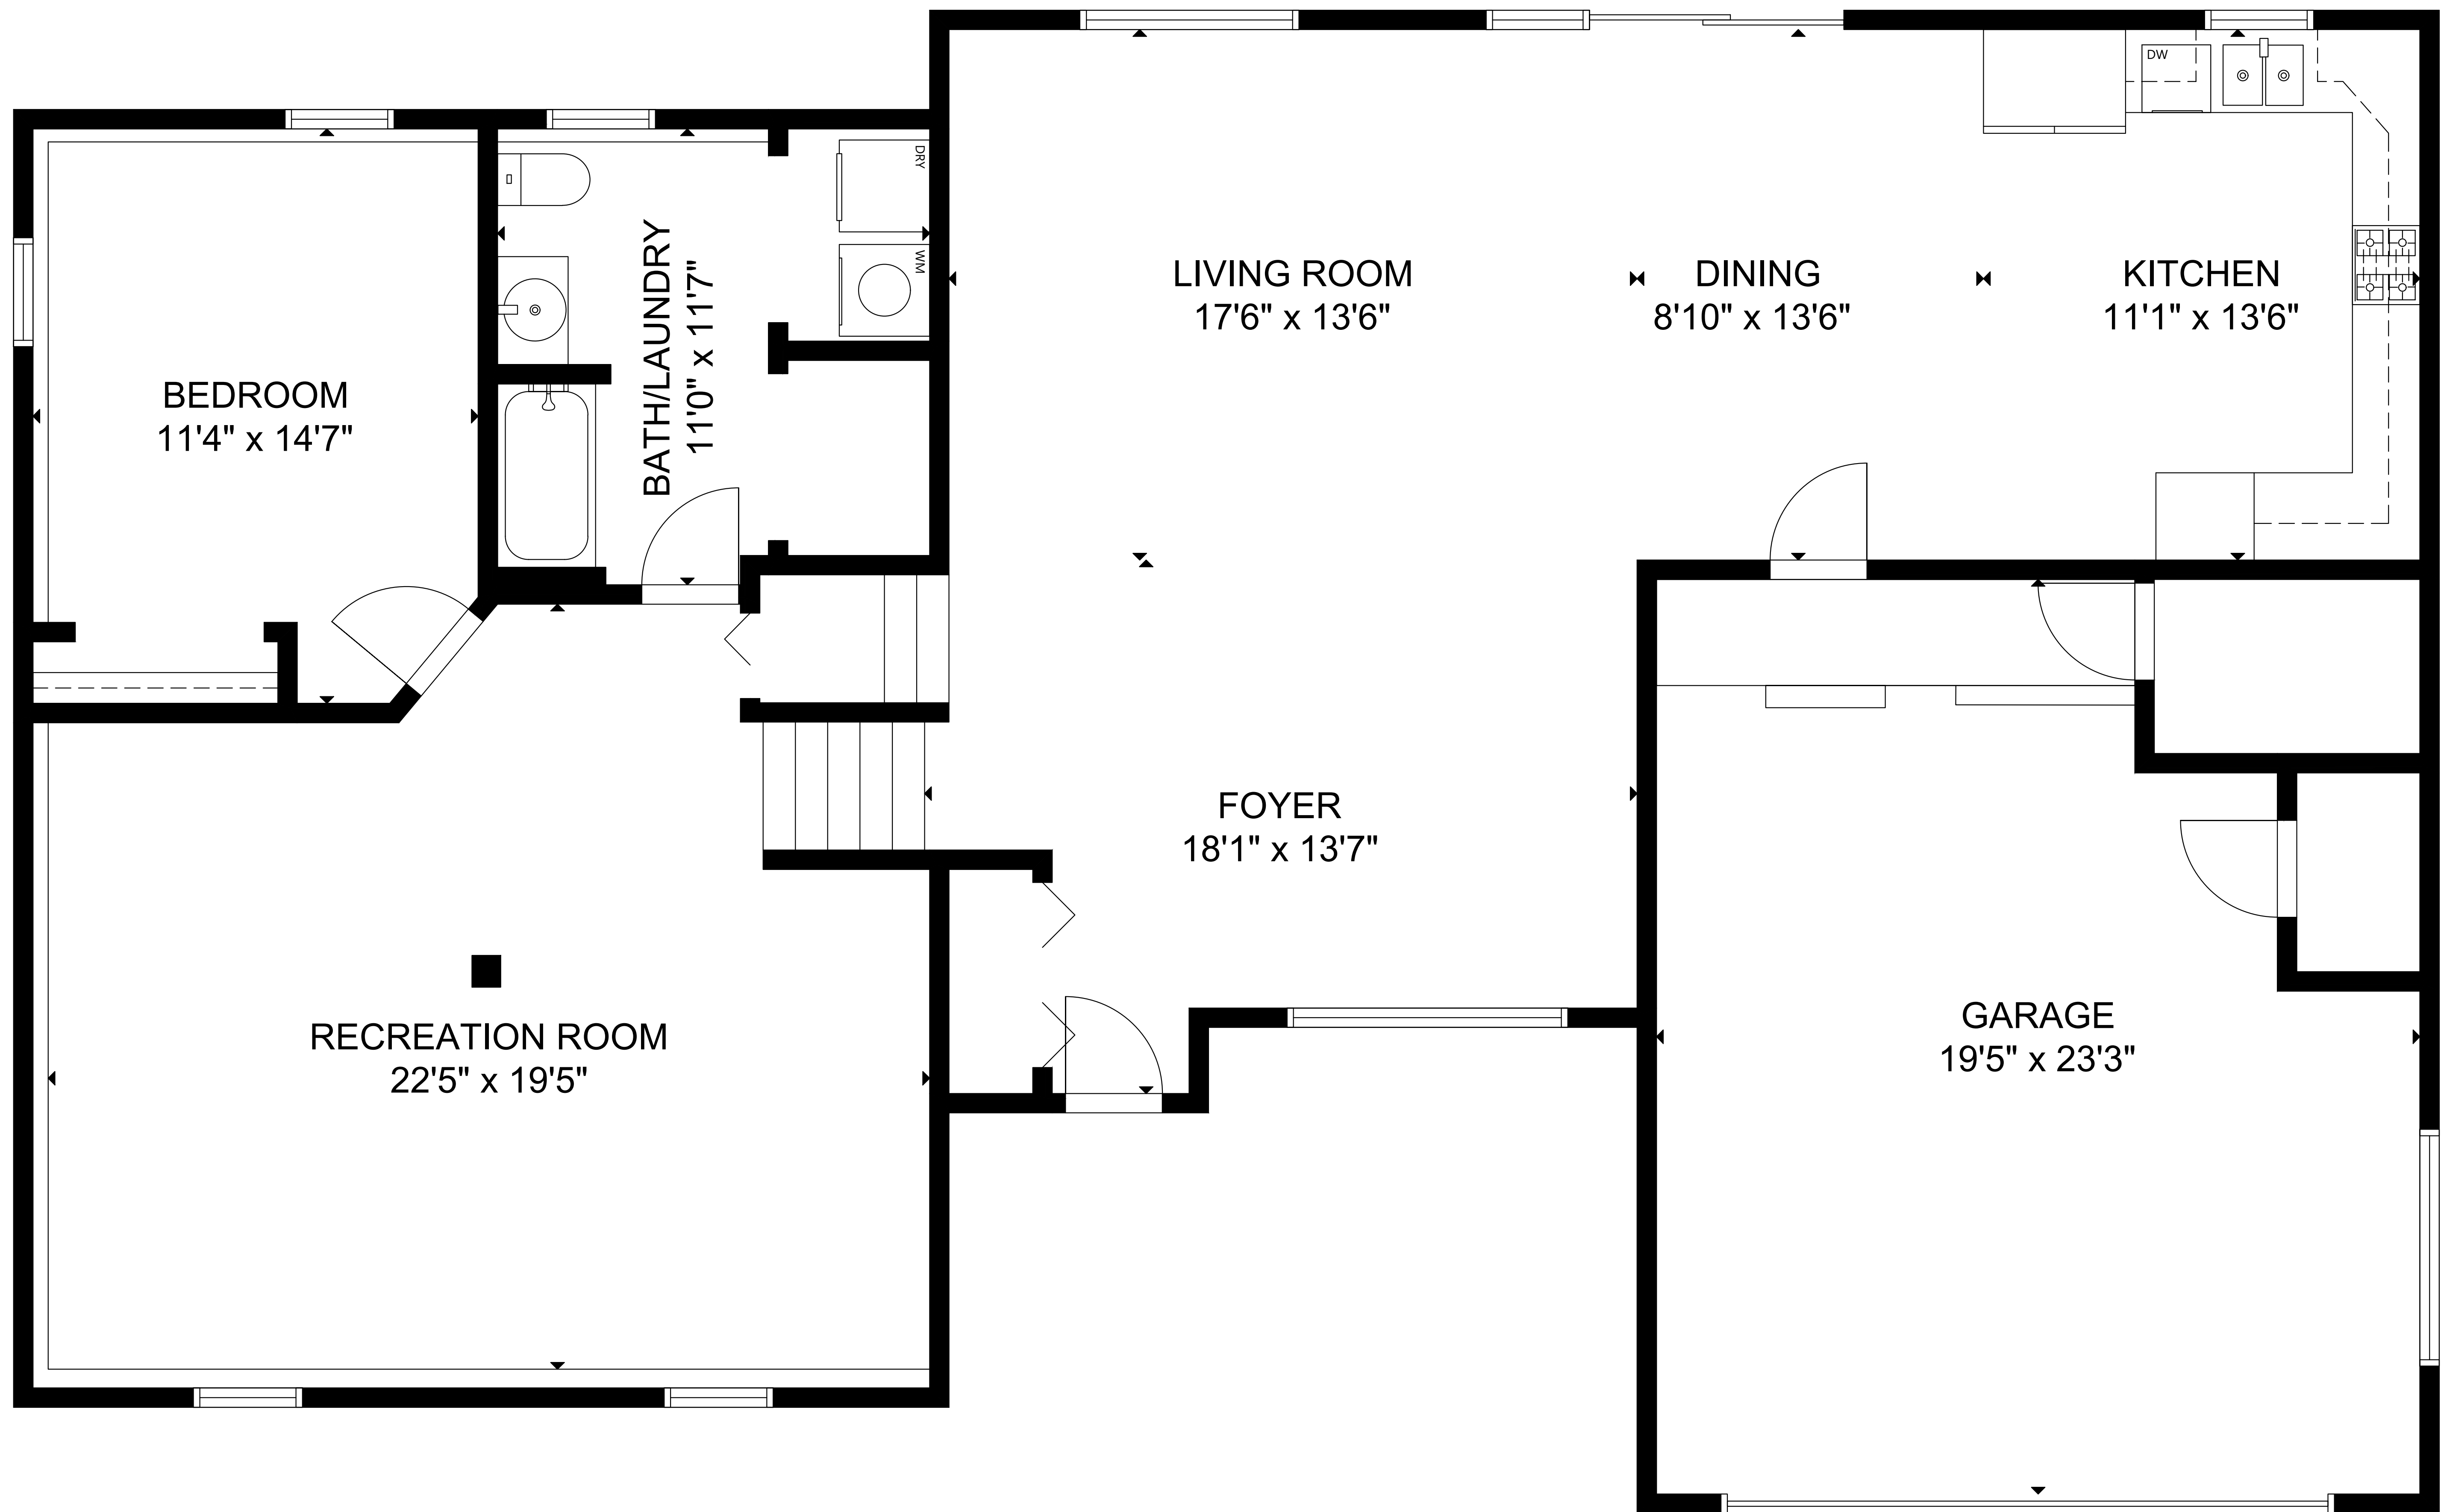 DW
DRY
WM
LIVING ROOM
17'6" x 13'6"
DINING
8'10" x 13'6"
KITCHEN
11'1" x 13'6"
BEDROOM
11'4" x 14'7"
BATH/LAUNDRY
11'0" x 11'7"
FOYER
18'1" x 13'7"
RECREATION ROOM
22'5" x 19'5"
GARAGE
19'5" x 23'3"